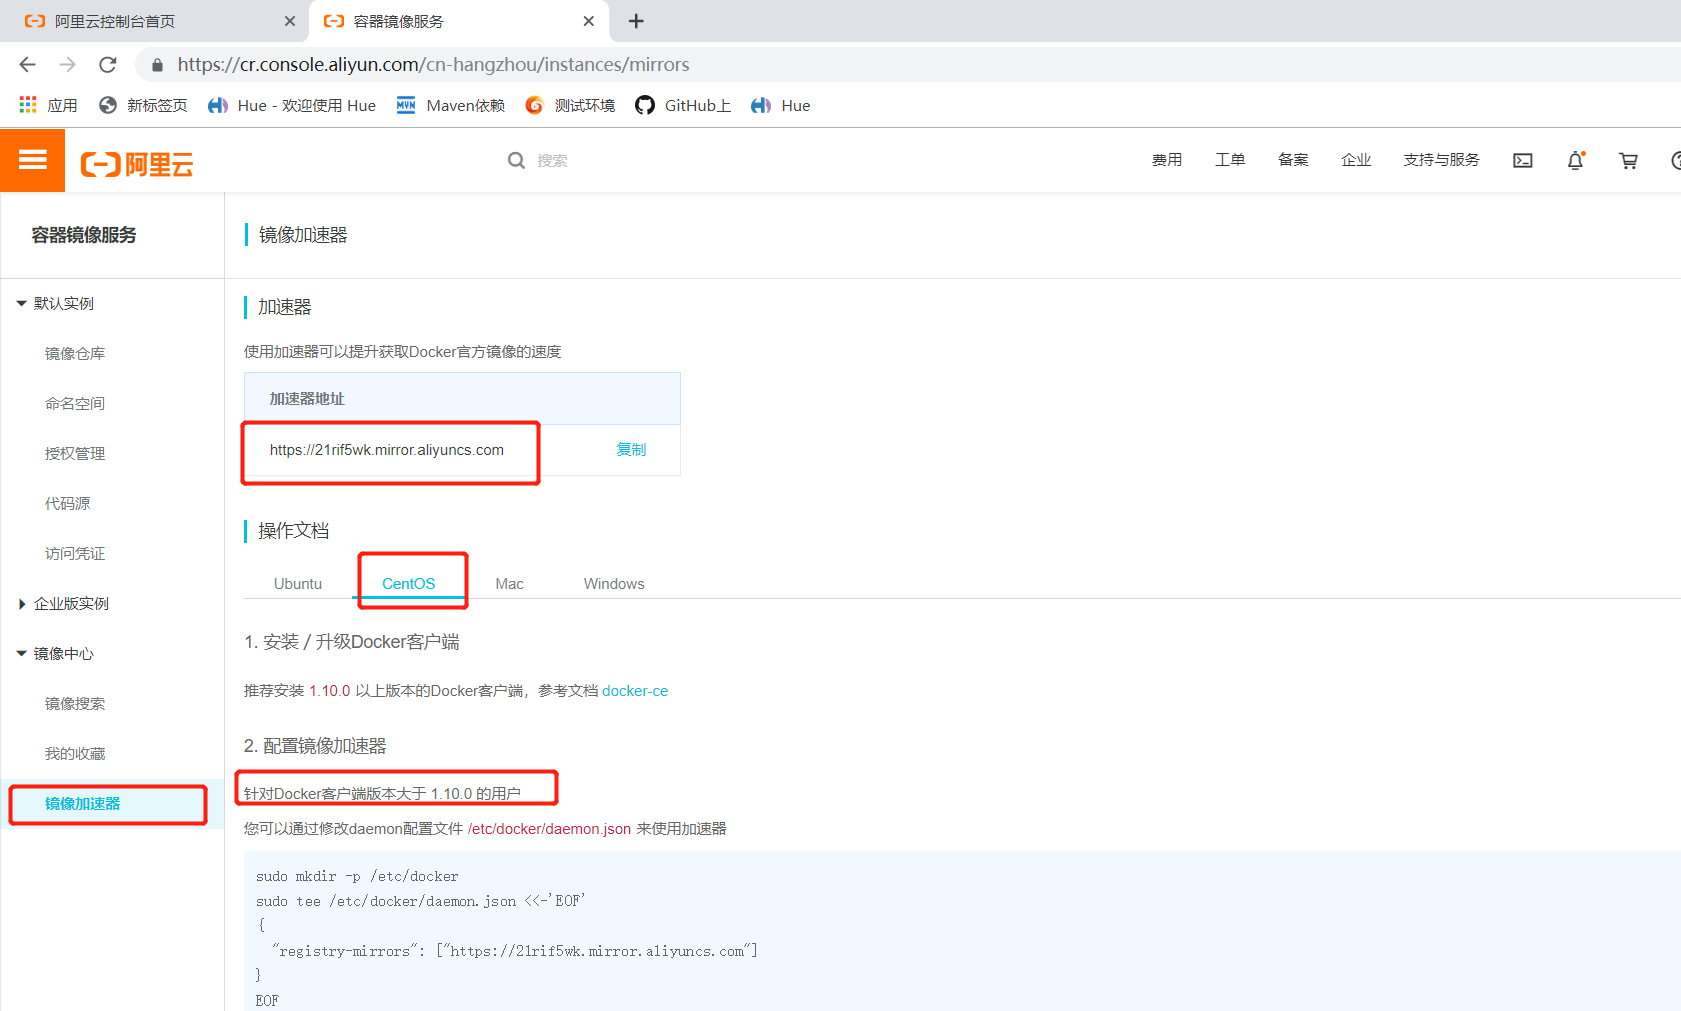 阿里云控制台首页
容器镜像服务
https://cr.console.aliyun.com/cn-hangzhou/instances/mirrors
应用
新标签页
Hue - 欢迎使用 Hue
MVN
Maven依赖
测试环境
GitHub上
Hue
阿里云
搜索
费用
工单
备案
企业
支持与服务
容器镜像服务
默认实例
镜像仓库
命名空间
授权管理
代码源
访问凭证
企业版实例
镜像中心
镜像搜索
我的收藏
镜像加速器
镜像加速器
加速器
使用加速器可以提升获取Docker官方镜像的速度
加速器地址
https://21rif5wk.mirror.aliyuncs.com
复制
操作文档
Ubuntu
CentOS
Mac
Windows
1. 安装 / 升级Docker客户端
推荐安装 1.10.0 以上版本的Docker客户端，参考文档 docker-ce
2. 配置镜像加速器
针对Docker客户端版本大于 1.10.0 的用户
您可以通过修改daemon配置文件 /etc/docker/daemon.json 来使用加速器
sudo mkdir -p /etc/docker
sudo tee /etc/docker/daemon.json <<-'EOF'
{
"registry-mirrors": ["https://21rif5wk.mirror.aliyuncs.com"]
}
EOF